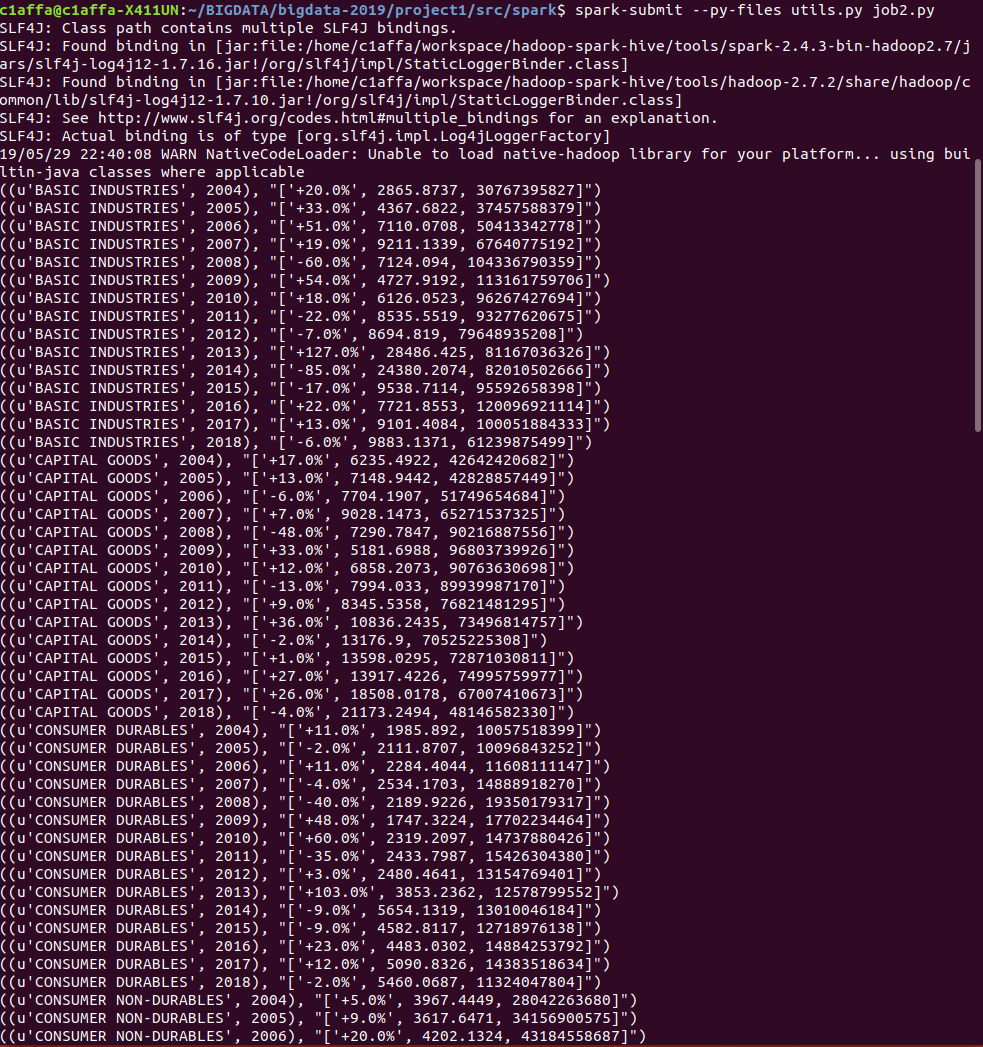 c1affa@c1affa-X411UN:~/BIGDATA/bigdata-2019/project1/src/spark$ spark-submit --py-files utils.py job2.py
SLF4J: Class path contains multiple SLF4J bindings.
SLF4J: Found binding in [jar:file:/home/c1affa/workspace/hadoop-spark-hive/tools/spark-2.4.3-bin-hadoop2.7/j
ars/slf4j-log4j12-1.7.16.jar!/org/slf4j/impl/StaticLoggerBinder.class]
SLF4J: Found binding in [jar:file:/home/c1affa/workspace/hadoop-spark-hive/tools/hadoop-2.7.2/share/hadoop/c
ommon/lib/slf4j-log4j12-1.7.10.jar!/org/slf4j/impl/StaticLoggerBinder.class]
SLF4J: See http://www.slf4j.org/codes.html#multiple_bindings for an explanation.
SLF4J: Actual binding is of type [org.slf4j.impl.Log4jLoggerFactory]
19/05/29 22:40:08 WARN NativeCodeLoader: Unable to load native-hadoop library for your platform... using bui
ltin-java classes where applicable
((u'BASIC INDUSTRIES', 2004), "['+20.0%', 2865.8737, 30767395827]")
((u'BASIC INDUSTRIES', 2005), "['+33.0%', 4367.6822, 37457588379]")
((u'BASIC INDUSTRIES', 2006), "['+51.0%', 7110.0708, 50413342778]")
((u'BASIC INDUSTRIES', 2007), "['+19.0%', 9211.1339, 67640775192]")
((u'BASIC INDUSTRIES', 2008), "['-60.0%', 7124.094, 104336790359]")
((u'BASIC INDUSTRIES', 2009), "['+54.0%', 4727.9192, 113161759706]")
((u'BASIC INDUSTRIES', 2010), "['+18.0%', 6126.0523, 96267427694]")
((u'BASIC INDUSTRIES', 2011), "['-22.0%', 8535.5519, 93277620675]")
((u'BASIC INDUSTRIES', 2012), "['-7.0%', 8694.819, 79648935208]")
((u'BASIC INDUSTRIES', 2013), "['+127.0%', 28486.425, 81167036326]")
((u'BASIC INDUSTRIES', 2014), "['-85.0%', 24380.2074, 82010502666]")
((u'BASIC INDUSTRIES', 2015), "['-17.0%', 9538.7114, 95592658398]")
((u'BASIC INDUSTRIES', 2016), "['+22.0%', 7721.8553, 120096921114]")
((u'BASIC INDUSTRIES', 2017), "['+13.0%', 9101.4084, 100051884333]")
((u'BASIC INDUSTRIES', 2018), "['-6.0%', 9883.1371, 61239875499]")
((u'CAPITAL GOODS', 2004), "['+17.0%', 6235.4922, 42642420682]")
((u'CAPITAL GOODS', 2005), "['+13.0%', 7148.9442, 42828857449]")
((u'CAPITAL GOODS', 2006), "['-6.0%', 7704.1907, 51749654684]")
((u'CAPITAL GOODS', 2007), "['+7.0%', 9028.1473, 65271537325]")
((u'CAPITAL GOODS', 2008), "['-48.0%', 7290.7847, 90216887556]")
((u'CAPITAL GOODS', 2009), "['+33.0%', 5181.6988, 96803739926]")
((u'CAPITAL GOODS', 2010), "['+12.0%', 6858.2073, 90763630698]")
((u'CAPITAL GOODS', 2011), "['-13.0%', 7994.033, 89939987170]")
((u'CAPITAL GOODS', 2012), "['+9.0%', 8345.5358, 76821481295]")
((u'CAPITAL GOODS', 2013), "['+36.0%', 10836.2435, 73496814757]")
((u'CAPITAL GOODS', 2014), "['-2.0%', 13176.9, 70525225308]")
((u'CAPITAL GOODS', 2015), "['+1.0%', 13598.0295, 72871030811]")
((u'CAPITAL GOODS', 2016), "['+27.0%', 13917.4226, 74995759977]")
((u'CAPITAL GOODS', 2017), "['+26.0%', 18508.0178, 67007410673]")
((u'CAPITAL GOODS', 2018), "['-4.0%', 21173.2494, 48146582330]")
((u'CONSUMER DURABLES', 2004), "['+11.0%', 1985.892, 10057518399]")
((u'CONSUMER DURABLES', 2005), "['-2.0%', 2111.8707, 10096843252]")
((u'CONSUMER DURABLES', 2006), "['+11.0%', 2284.4044, 11608111147]")
((u'CONSUMER DURABLES', 2007), "['-4.0%', 2534.1703, 14888918270]")
((u'CONSUMER DURABLES', 2008), "['-40.0%', 2189.9226, 19350179317]")
((u'CONSUMER DURABLES', 2009), "['+48.0%', 1747.3224, 17702234464]")
((u'CONSUMER DURABLES', 2010), "['+60.0%', 2319.2097, 14737880426]")
((u'CONSUMER DURABLES', 2011), "['-35.0%', 2433.7987, 15426304380]")
((u'CONSUMER DURABLES', 2012), "['+3.0%', 2480.4641, 13154769401]")
((u'CONSUMER DURABLES', 2013), "['+103.0%', 3853.2362, 12578799552]")
((u'CONSUMER DURABLES', 2014), "['-9.0%', 5654.1319, 13010046184]")
((u'CONSUMER DURABLES', 2015), "['-9.0%', 4582.8117, 12718976138]")
((u'CONSUMER DURABLES', 2016), "['+23.0%', 4483.0302, 14884253792]")
((u'CONSUMER DURABLES', 2017), "['+12.0%', 5090.8326, 14383518634]")
((u'CONSUMER DURABLES', 2018), "['-2.0%', 5460.0687, 11324047804]")
((u'CONSUMER NON-DURABLES', 2004), "['+5.0%', 3967.4449, 28042263680]")
((u'CONSUMER NON-DURABLES', 2005), "['+9.0%', 3617.6471, 34156900575]")
((u'CONSUMER NON-DURABLES', 2006), "['+20.0%', 4202.1324, 43184558687]")